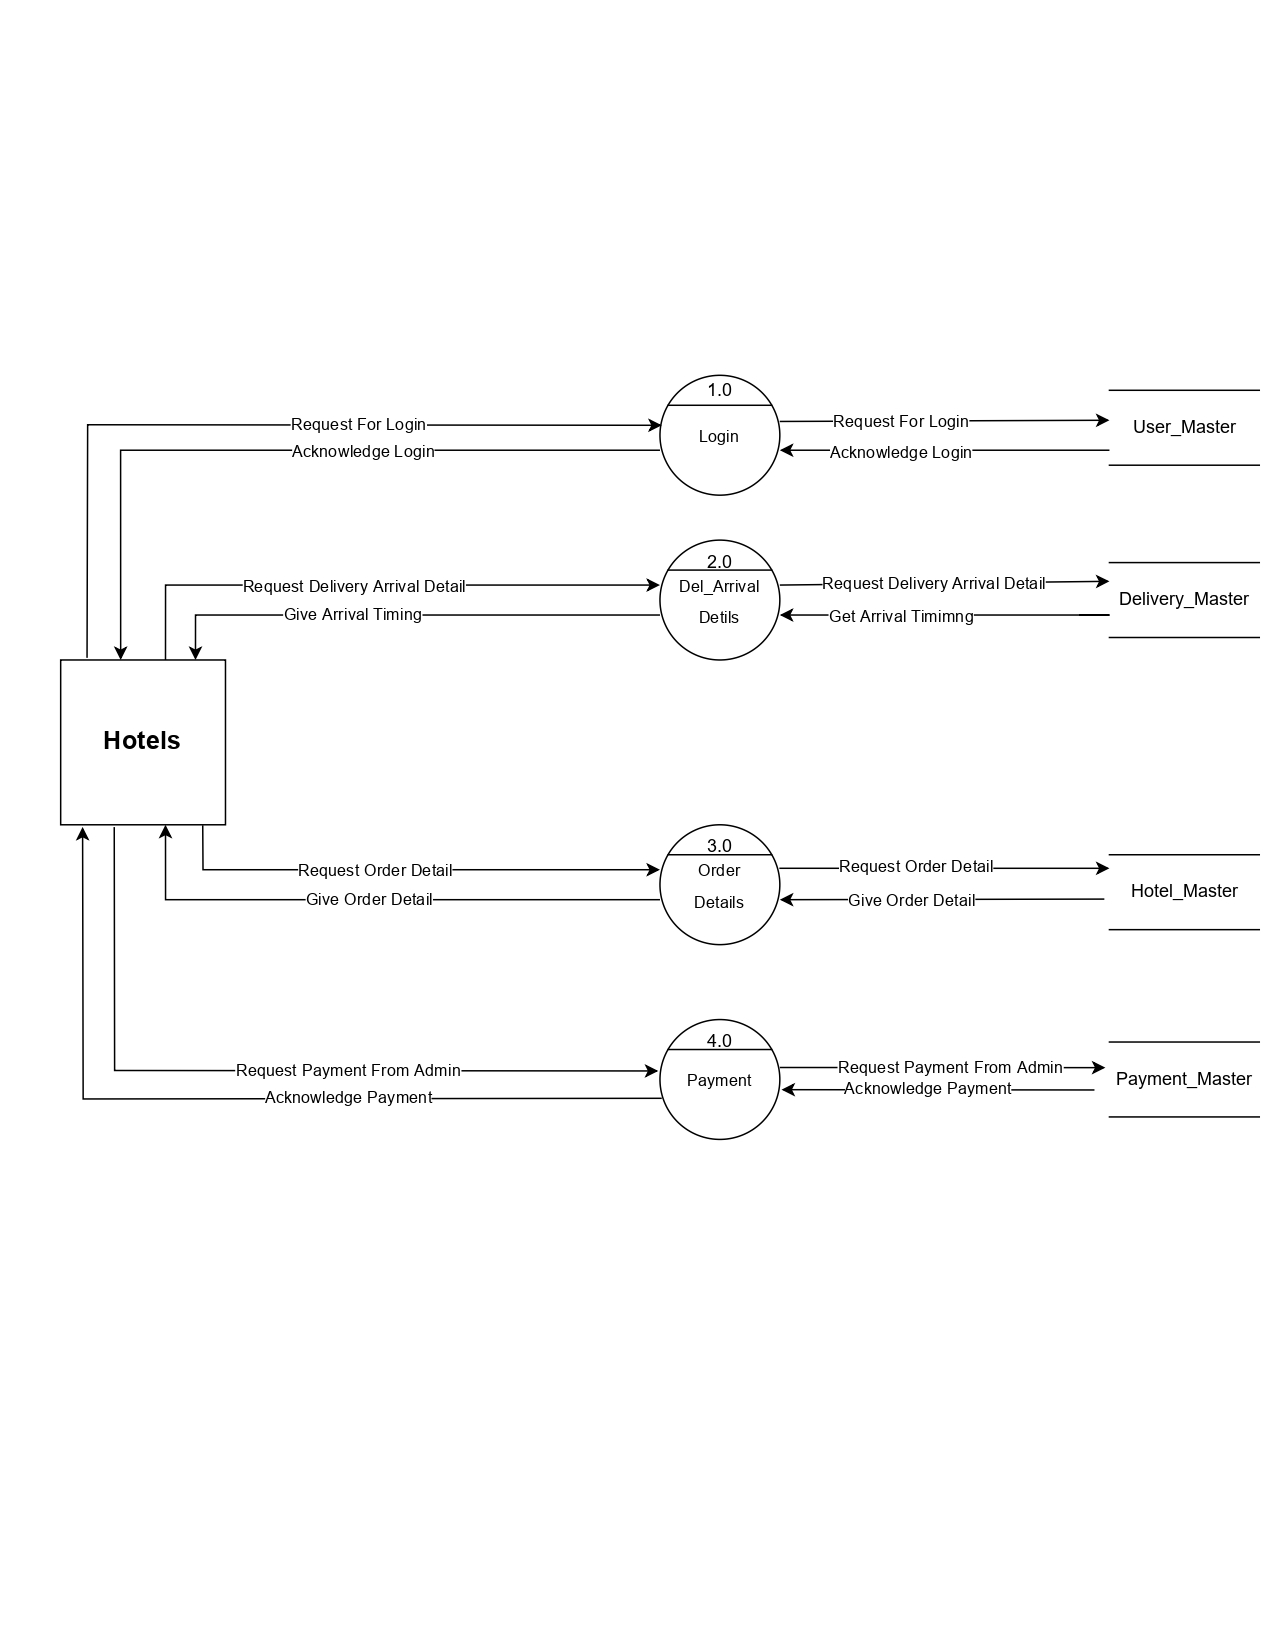 1.0
Request For Login
Request For Login
User_Master
Login
Acknowledge Login
Acknowledge Login
2.0
Request Delivery Arrival Detail
Del_Arrival
Request Delivery Arrival Detail
Delivery_Master
Give Arrival Timing
Detils
Get Arrival Timimng
Hotels
3.0
Request Order Detail
Order
Request Order Detail
Hotel_Master
Give Order Detail
Details
Give Order Detail
4.0
Request Payment From Admin
Request Payment From Admin
Payment
Payment_Master
Acknowledge Payment
Acknowledge Payment